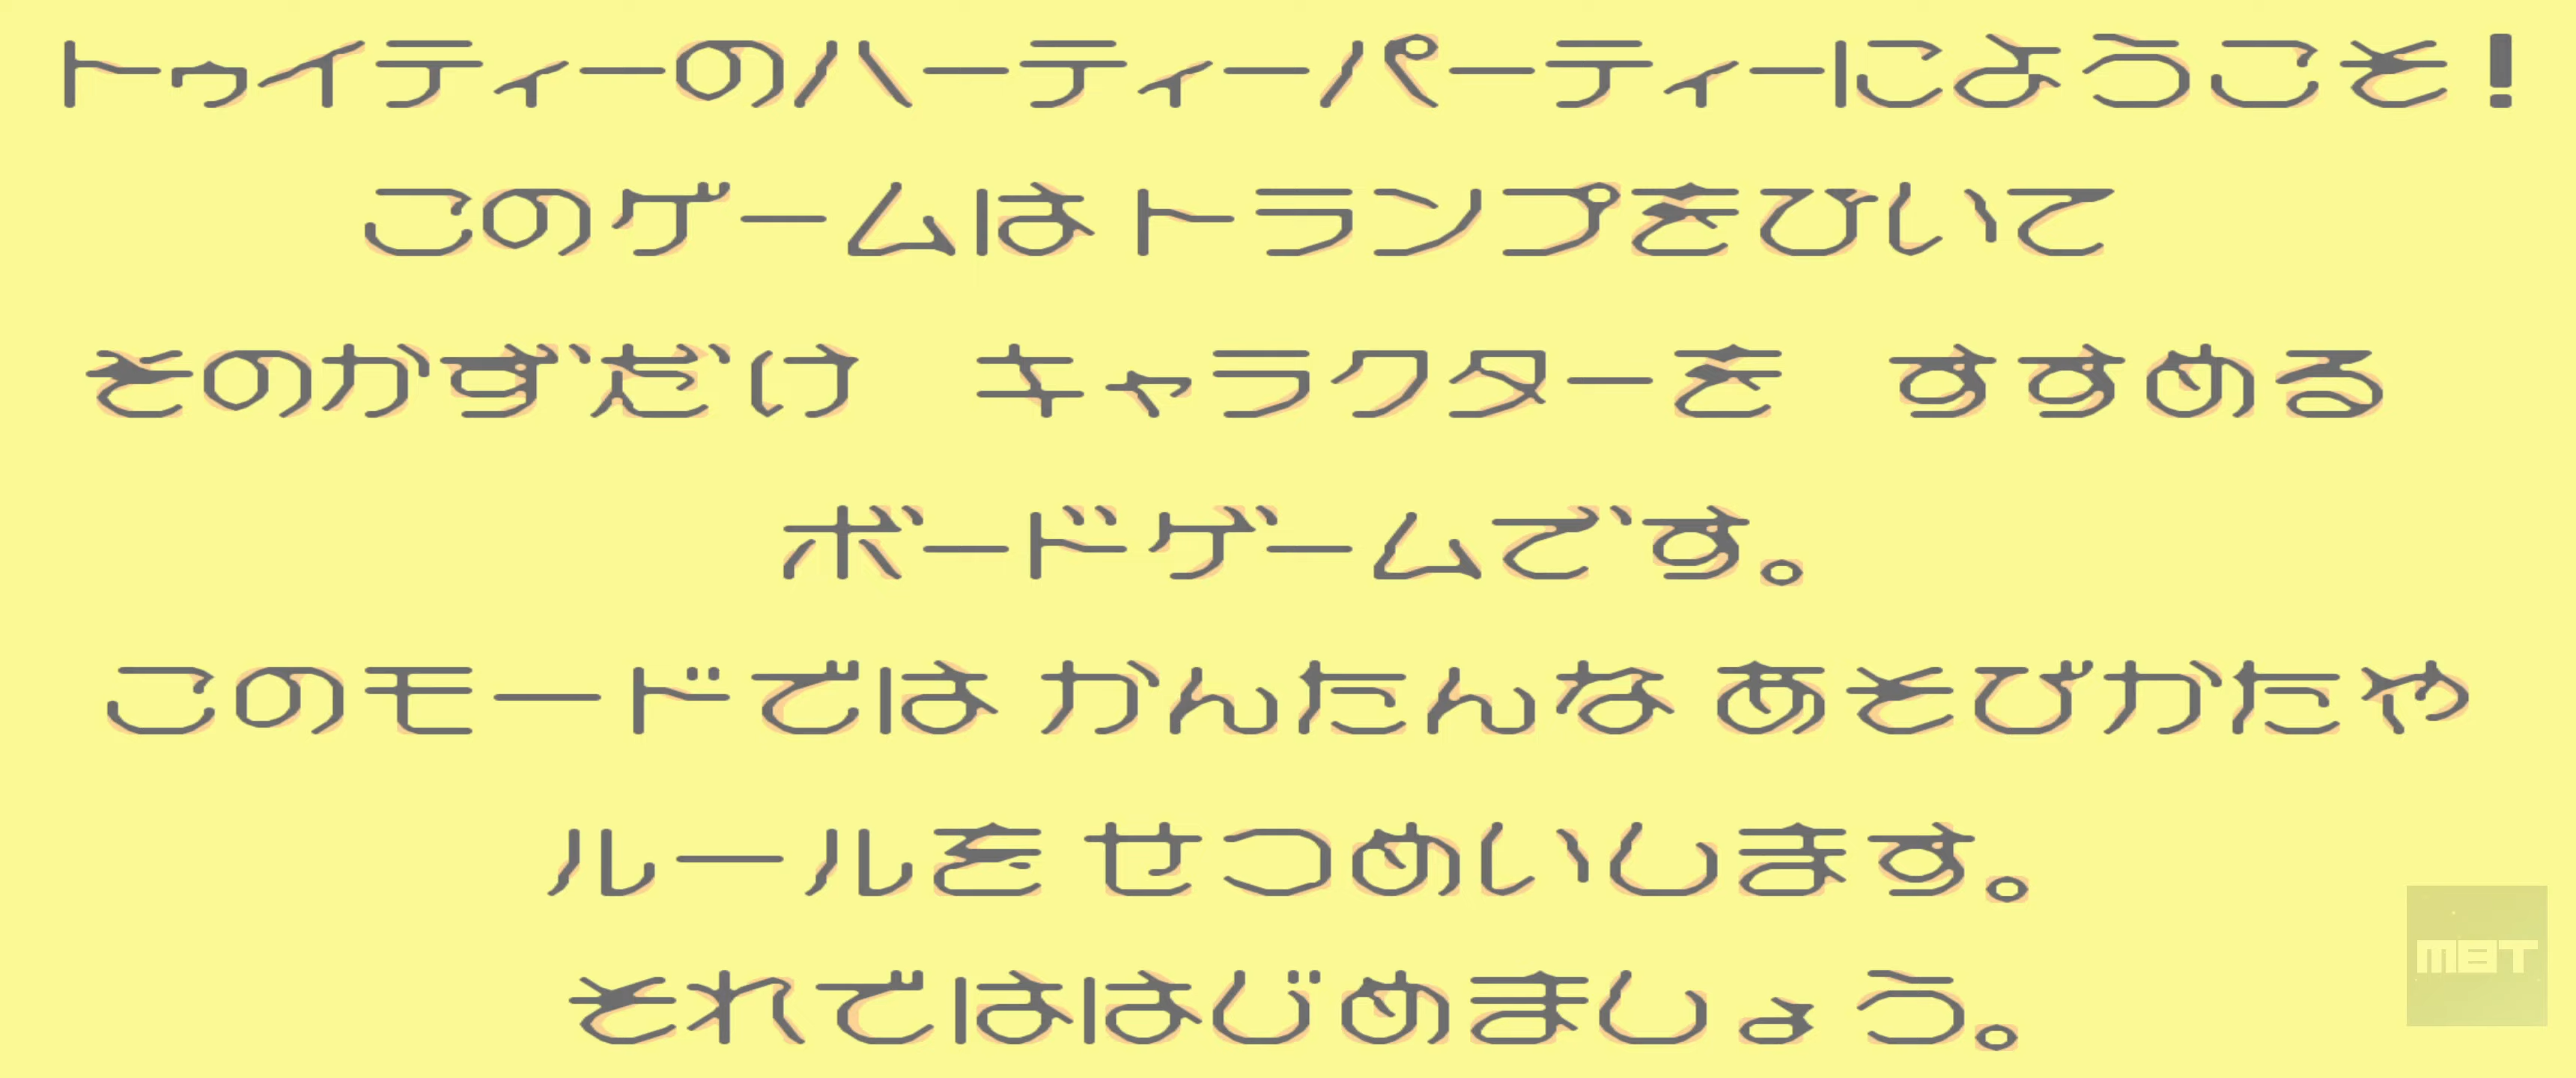 トゥイティーのハーティーパーティーにようこそ!
このゲームは トランプをひいて
そのかずだけ　キャラクターを　すすめる
ボードゲームです。
このモードでは かんたんな あそびかたや
ルールを せつめいします。
それでははじめましょう。
MBT